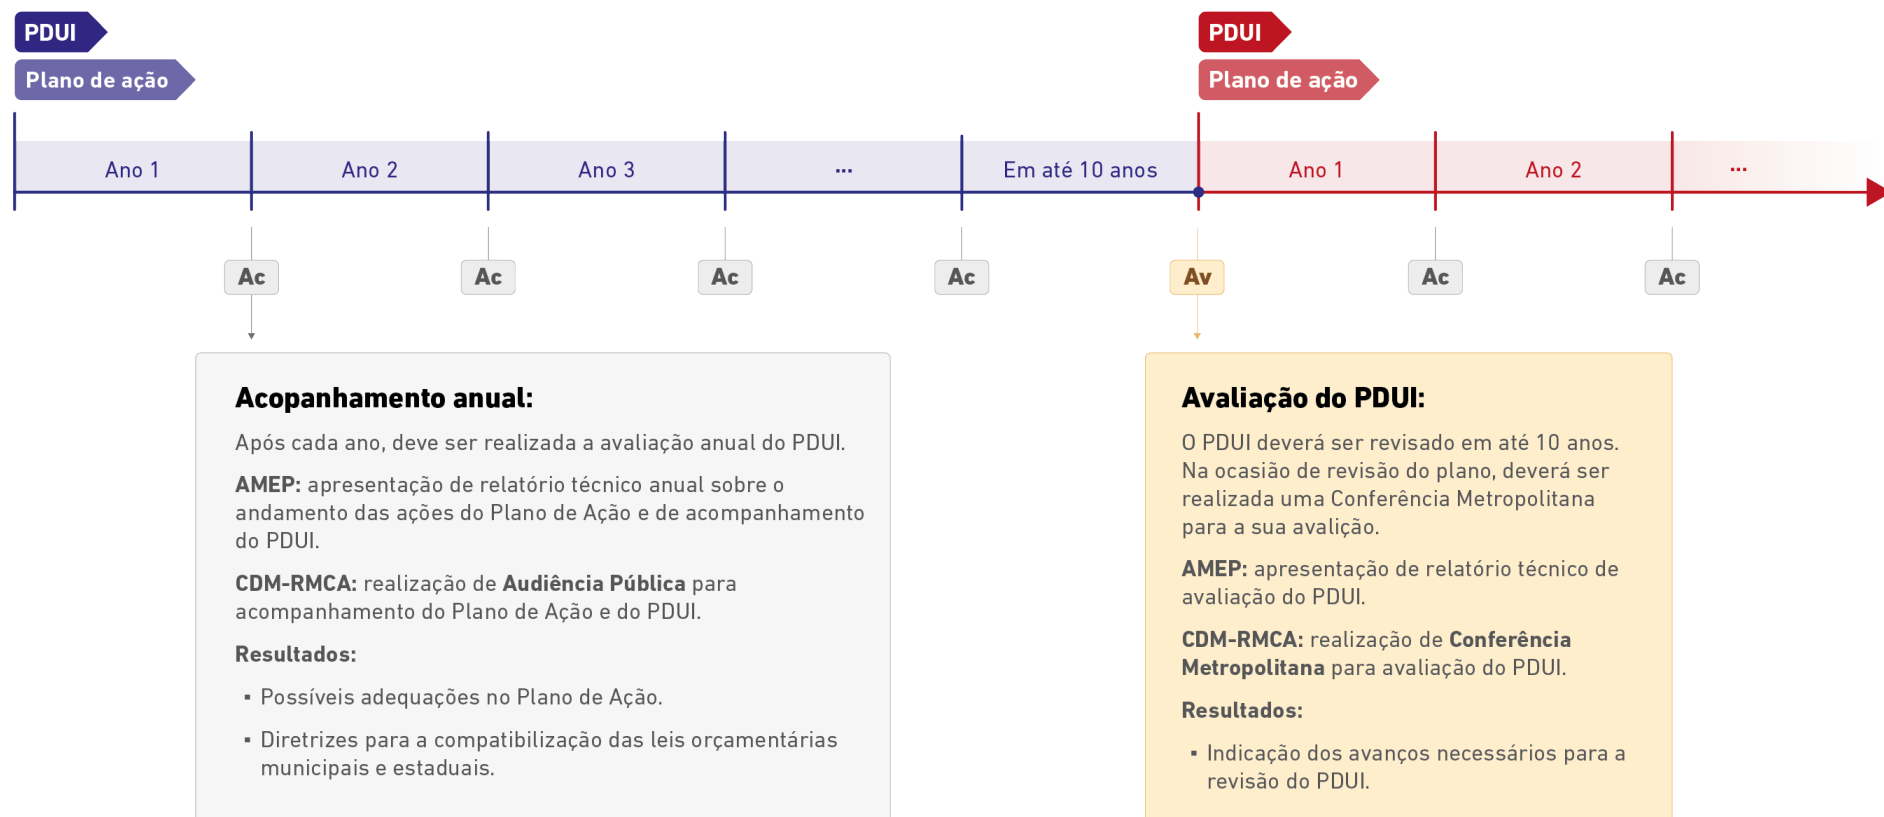 PDUI
Plano de ação
PDUI
Plano de ação
Ano 1
Ano 2
Ano 3
...
Em até 10 anos
Ano 1
Ano 2
...
Ac
Ac
Ac
Ac
Av
Ac
Ac
Acopanhamento anual:
Após cada ano, deve ser realizada a avaliação anual do PDUI.
AMEP: apresentação de relatório técnico anual sobre o
andamento das ações do Plano de Ação e de acompanhamento
do PDUI.
CDM-RMCA: realização de Audiência Pública para
acompanhamento do Plano de Ação e do PDUI.
Resultados:
▪ Possíveis adequações no Plano de Ação.
▪ Diretrizes para a compatibilização das leis orçamentárias
municipais e estaduais.
Avaliação do PDUI:
O PDUI deverá ser revisado em até 10 anos.
Na ocasião de revisão do plano, deverá ser
realizada uma Conferência Metropolitana
para a sua avalição.
AMEP: apresentação de relatório técnico de
avaliação do PDUI.
CDM-RMCA: realização de Conferência
Metropolitana para avaliação do PDUI.
Resultados:
▪ Indicação dos avanços necessários para a
revisão do PDUI.